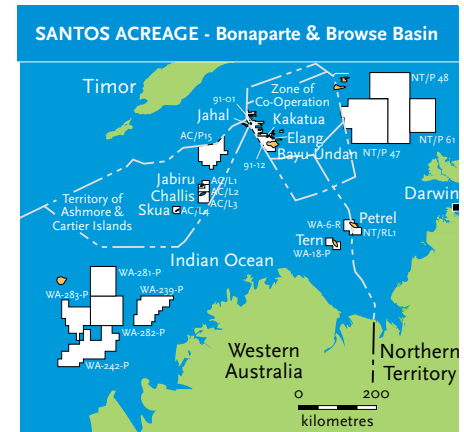 SANTOS ACREAGE - Bonaparte & Browse Basin
NT/P 48
Timor
Zone of
Co-Operation
91-01
Jahal
Kakatua
AC/P15
Elang
NT/P 61
91-12
Bayu-Undan
NT/P 47
Jabiru
AC/L1
Challis
AC/L2
AC/L3
Skua
AC/L4
Territory of
Ashmore &
Cartier Islands
Darwin
WA-6-R
Petrel
NT/RL1
Tern
WA-18-P
Indian Ocean
WA-281-P
WA-283-P
WA-239-P
WA-282-P
WA-242-P
Western
Australia
Northern
Territory
0 200
kilometres